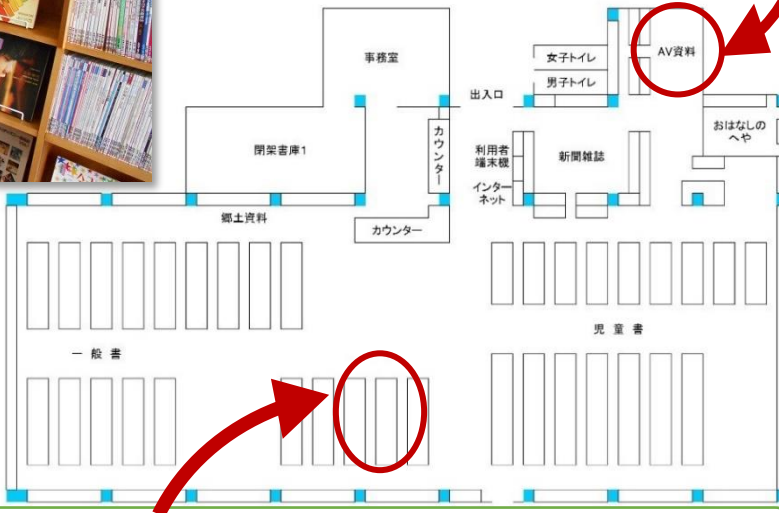 事務室
女子トイレ
男子トイレ
AV資料
出入口
カウンター
閉架書庫1
利用者
端末機
新聞雑誌
おはなしの
へや
インター
ネット
郷土資料
カウンター
一般書
児童書